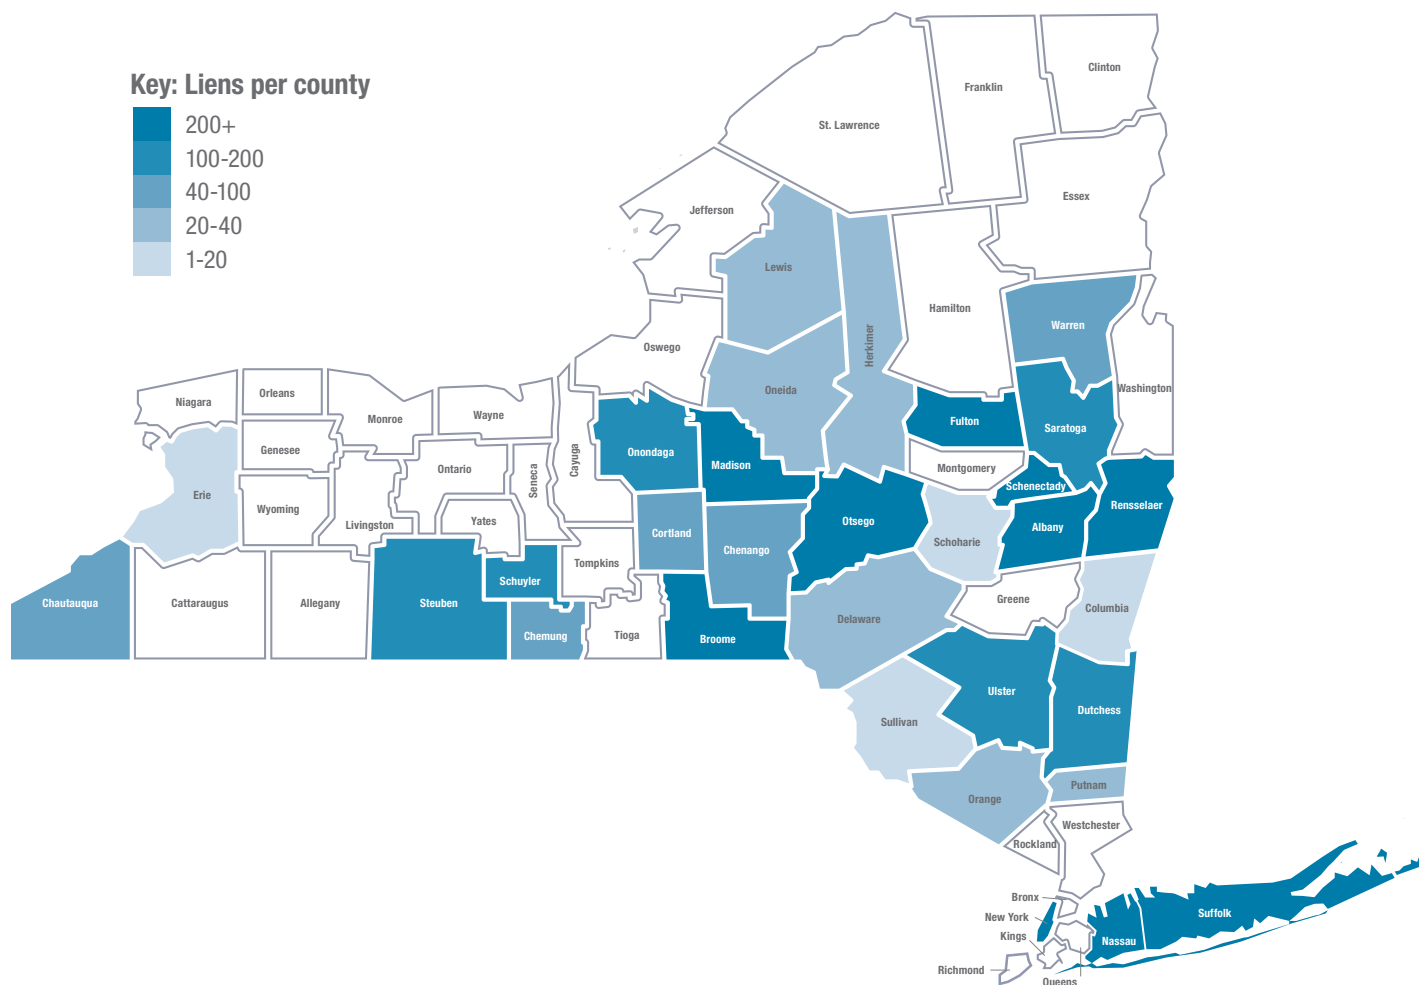 Key: Liens per county
200+
100-200
40-100
20-40
1-20
Clinton
Franklin
St. Lawrence
Essex
Jefferson
Lewis
Hamilton
Warren
Herkimer
Oswego
Washington
Oneida
Orleans
Niagara
Wayne
Monroe
Fulton
Saratoga
Genesee
Onondaga
Cayuga
Madison
Ontario
Montgomery
Seneca
Schenectady
Erie
Rensselaer
Wyoming
Livingston
Yates
Otsego
Albany
Cortland
Schoharie
Chenango
Tompkins
Schuyler
Greene
Chautauqua
Cattaraugus
Allegany
Steuben
Columbia
Delaware
Chemung
Tioga
Broome
Ulster
Dutchess
Sullivan
Putnam
Orange
Westchester
Rockland
Bronx
New York
Suffolk
Kings
Nassau
Richmond
Queens